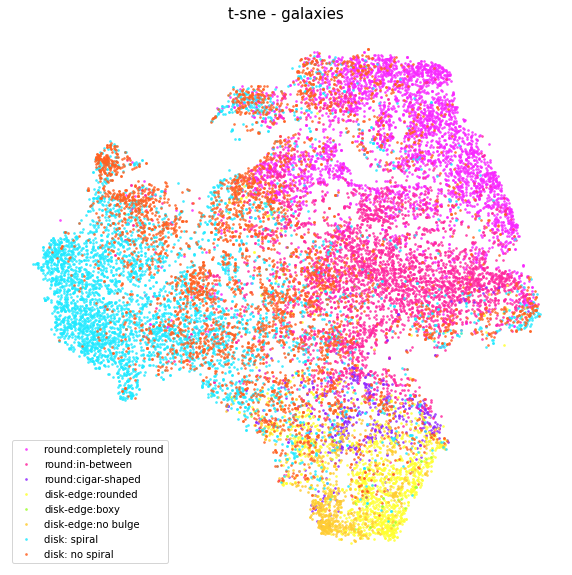 t-sne - galaxies
round:completely round
round:in-between
round:cigar-shaped
disk-edge:rounded
disk-edge:boxy
disk-edge:no bulge
disk: spiral
disk: no spiral